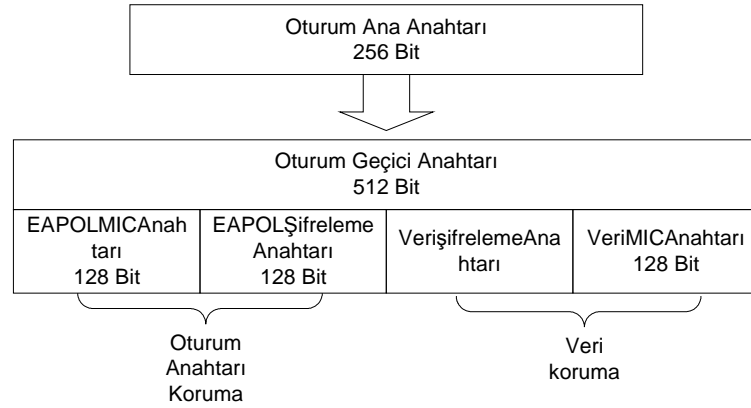 Oturum Ana Anahtarı
256 Bit
Oturum Geçici Anahtarı
512 Bit
EAPOLMICAnah
tarı
128 Bit
EAPOLŞifreleme
Anahtarı
128 Bit
VerişifrelemeAna
htarı
VeriMICAnahtarı
128 Bit
Oturum
Anahtarı
Koruma
Veri
koruma